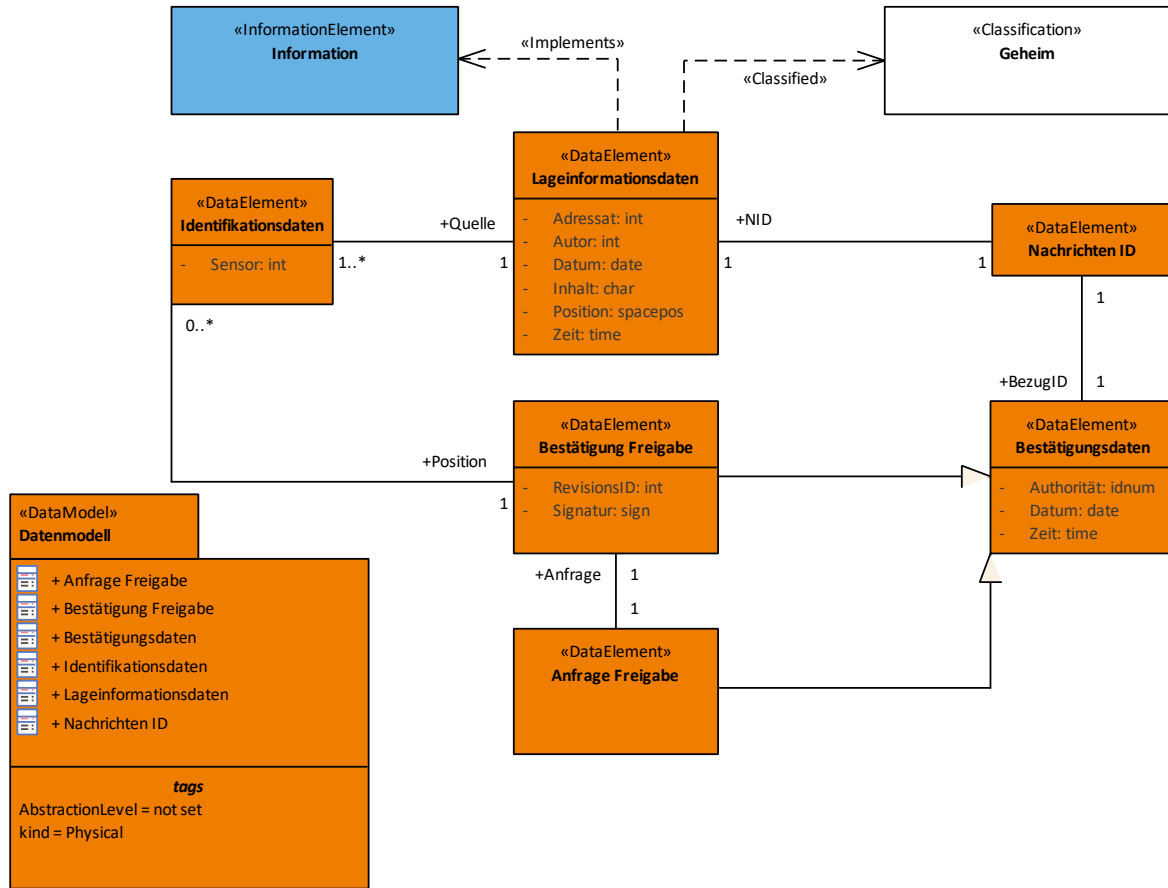 «InformationElement»
Information
«Implements»
«Classification»
Geheim
«Classified»
«DataElement»
Lageinformationsdaten
- Adressat: int
- Autor: int
- Datum: date
- Inhalt: char
- Position: spacepos
- Zeit: time
«DataElement»
Identifikationsdaten
- Sensor: int
+Quelle
1..*
1
+NID
1
1
«DataElement»
Nachrichten ID
0..*
1
+BezugID
1
«DataElement»
Bestätigung Freigabe
- RevisionsID: int
- Signatur: sign
+Position
1
«DataElement»
Bestätigungsdaten
- Authorität: idnum
- Datum: date
- Zeit: time
+Anfrage
1
1
«DataElement»
Anfrage Freigabe
«DataModel»
Datenmodell
+ Anfrage Freigabe
+ Bestätigung Freigabe
+ Bestätigungsdaten
+ Identifikationsdaten
+ Lageinformationsdaten
+ Nachrichten ID
tags
AbstractionLevel = not set
kind = Physical